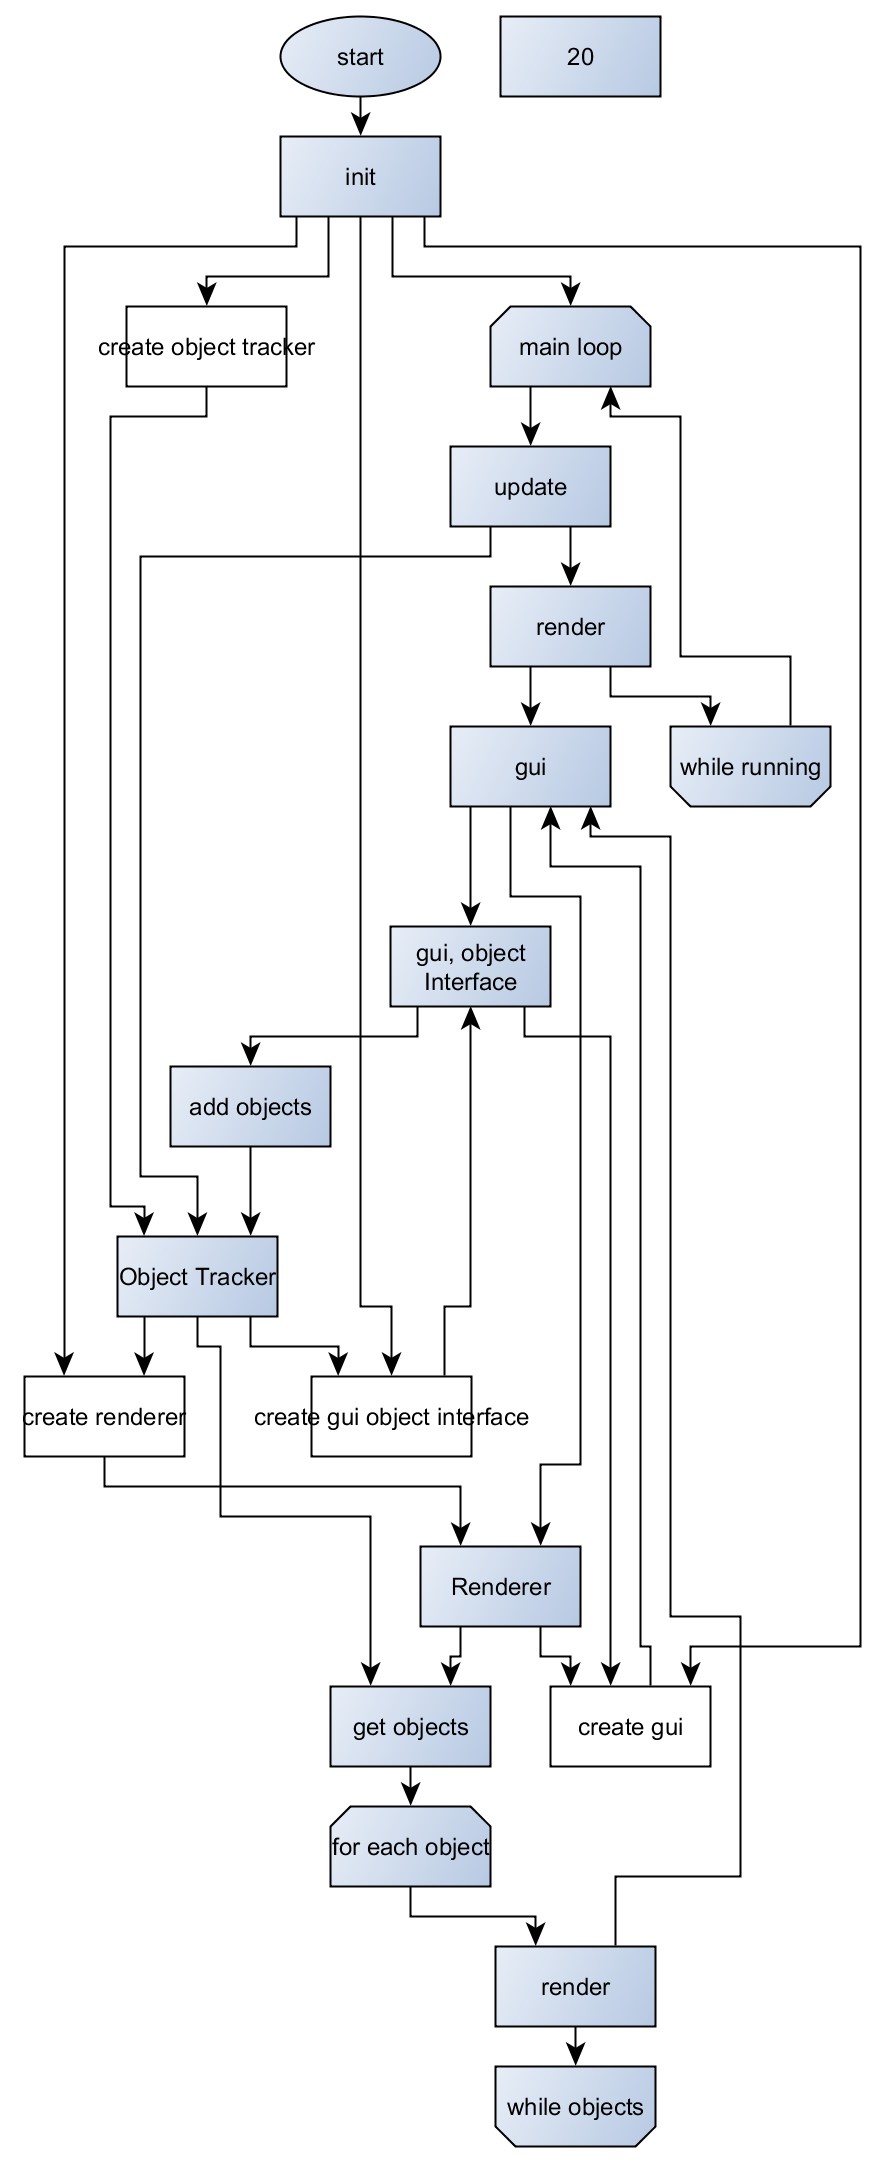 start
20
init
create object tracker
main loop
update
render
gui
while running
gui, object
Interface
add objects
Object Tracker
create renderer
create gui object interface
Renderer
get objects
create gui
for each object
render
while objects